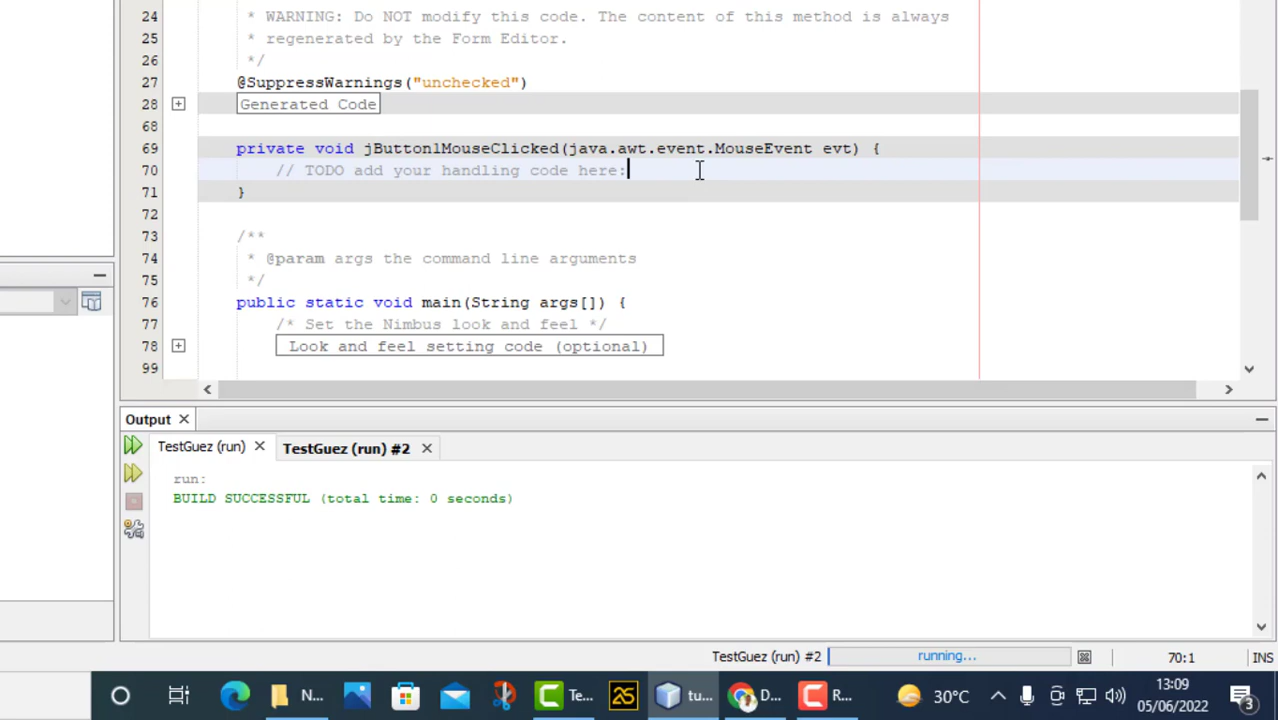 24 * WARNING: Do NOT modify this code. The content of this method is always
25 * regenerated by the Form Editor.
26 */
27 @SuppressWarnings("unchecked")
28 Generated Code
68
69 private void jButton1MouseClicked(java.awt.event.MouseEvent evt) {
70 // TODO add your handling code here:
71 }
72
73 /**
74 * @param args the command line arguments
75 */
76 public static void main(String args[]) {
77 /* Set the Nimbus look and feel */
78 Look and feel setting code (optional)
99
Output
TestGuez (run) TestGuez (run) #2
run:
BUILD SUCCESSFUL (total time: 0 seconds)
TestGuez (run) #2 running... 70:1 INS
N... Te... 25 tu... D... R... 30°C 13:09
05/06/2022 3